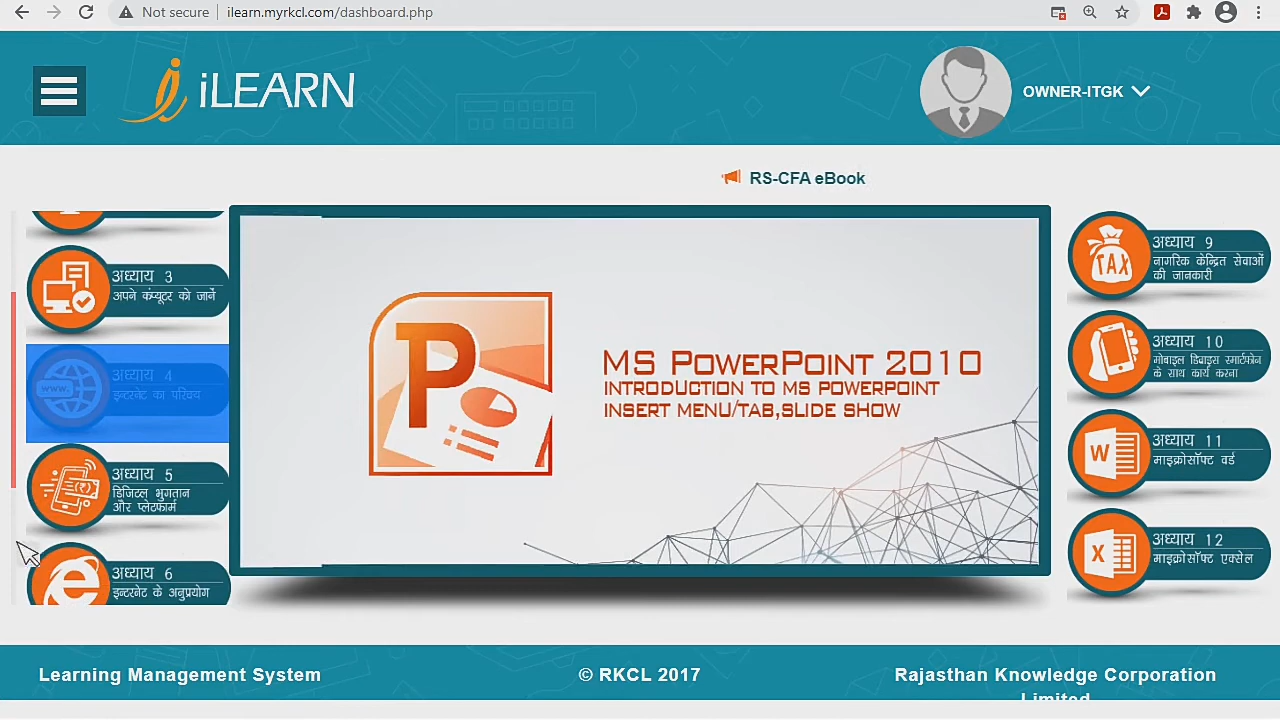 Not secure
ilearn.myrkcl.com/dashboard.php
iLEARN
OWNER-ITGK
RS-CFA eBook
अध्याय 3
अपने कंप्यूटर को जानें
अध्याय 4
इन्टरनेट का परिचय
अध्याय 5
डिजिटल भुगतान
और प्लेटफार्म
अध्याय 6
इन्टरनेट के अनुप्रयोग
MS PowerPoint 2010
INTRODUCTION TO MS POWERPOINT
INSERT MENU/TAB,SLIDE SHOW
अध्याय 9
नागरिक केन्द्रित सेवाओं
की जानकारी
अध्याय 10
मोबाइल डिवाइस स्मार्टफोन
के साथ कार्य करना
अध्याय 11
माइक्रोसॉफ्ट वर्ड
अध्याय 12
माइक्रोसॉफ्ट एक्सेल
www.
TAX
W
X
P
Learning Management System
© RKCL 2017
Rajasthan Knowledge Corporation
Limited